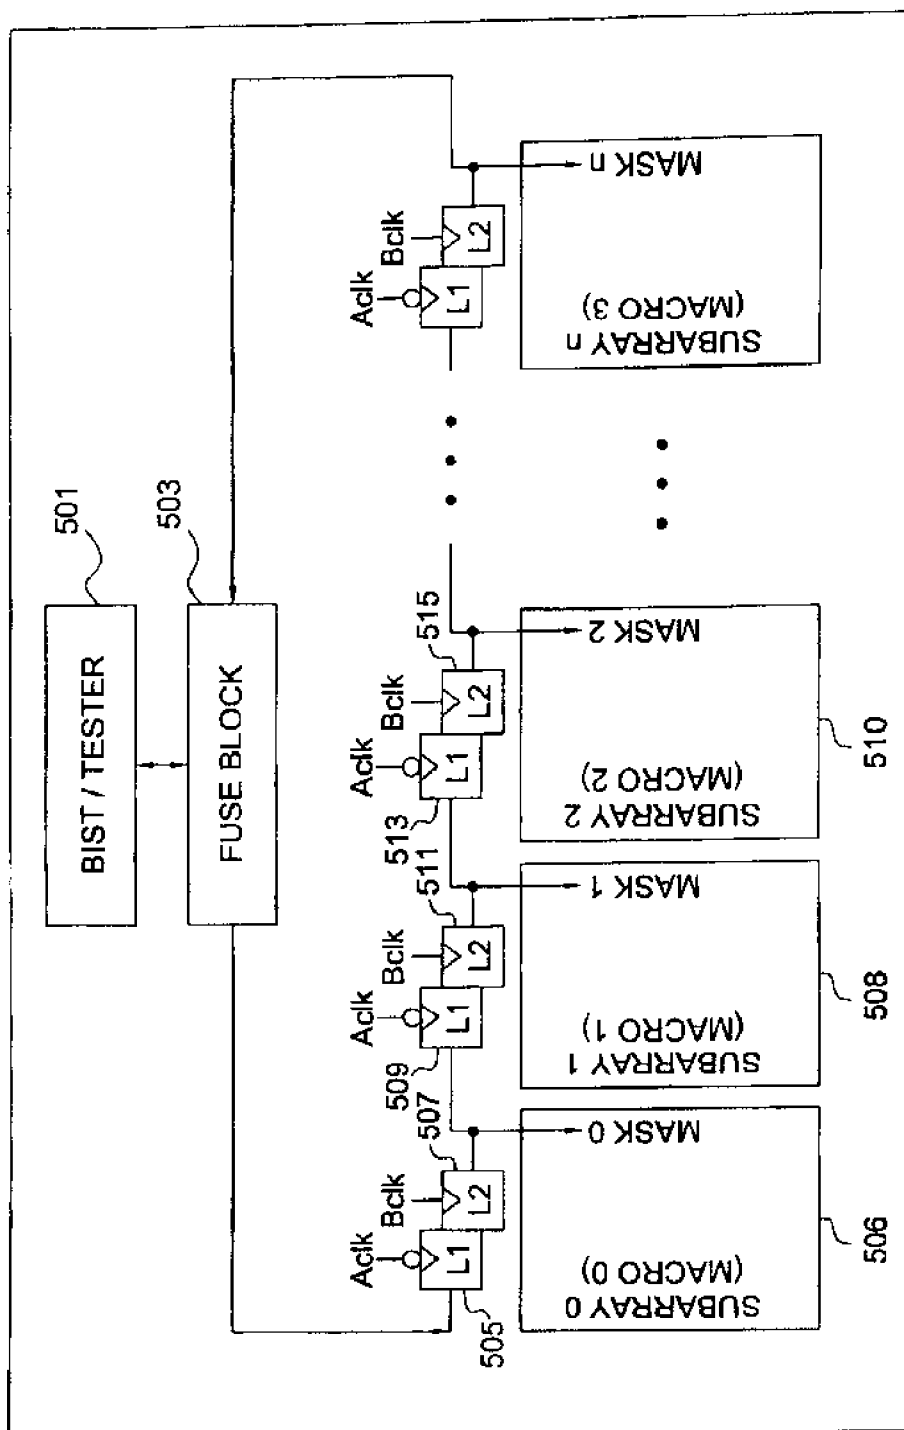 BIST / TESTER
501
FUSE BLOCK
503
Aclk
Bclk
L1
L2
505
507
Aclk
Bclk
L1
L2
509
511
Aclk
Bclk
L1
L2
513
515
Aclk
Bclk
L1
L2
MASK 0
SUBARRAY 0
(MACRO 0)
506
MASK 1
SUBARRAY 1
(MACRO 1)
508
MASK 2
SUBARRAY 2
(MACRO 2)
510
MASK n
SUBARRAY n
(MACRO 3)